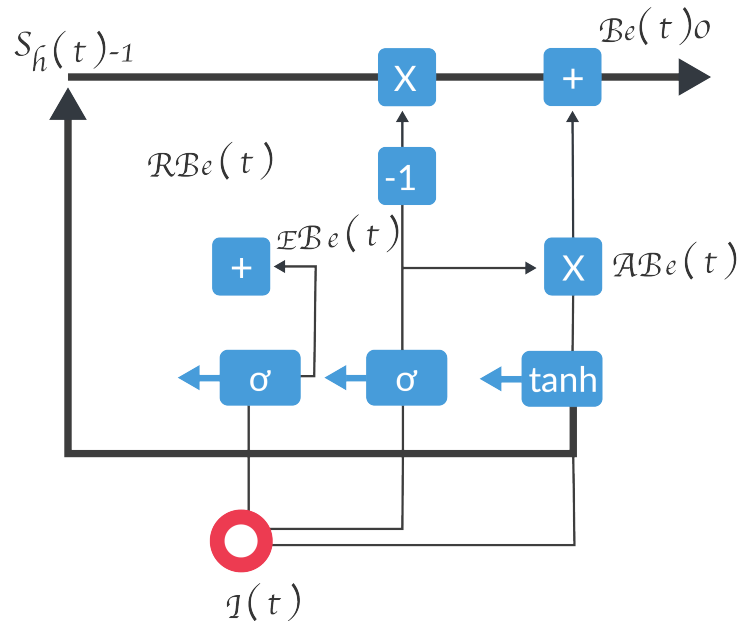 Sh(t)-1
Be(t)o
X
+
RBe(t)
-1
EBe(t)
+
X
ABe(t)
σ
σ
tanh
I(t)